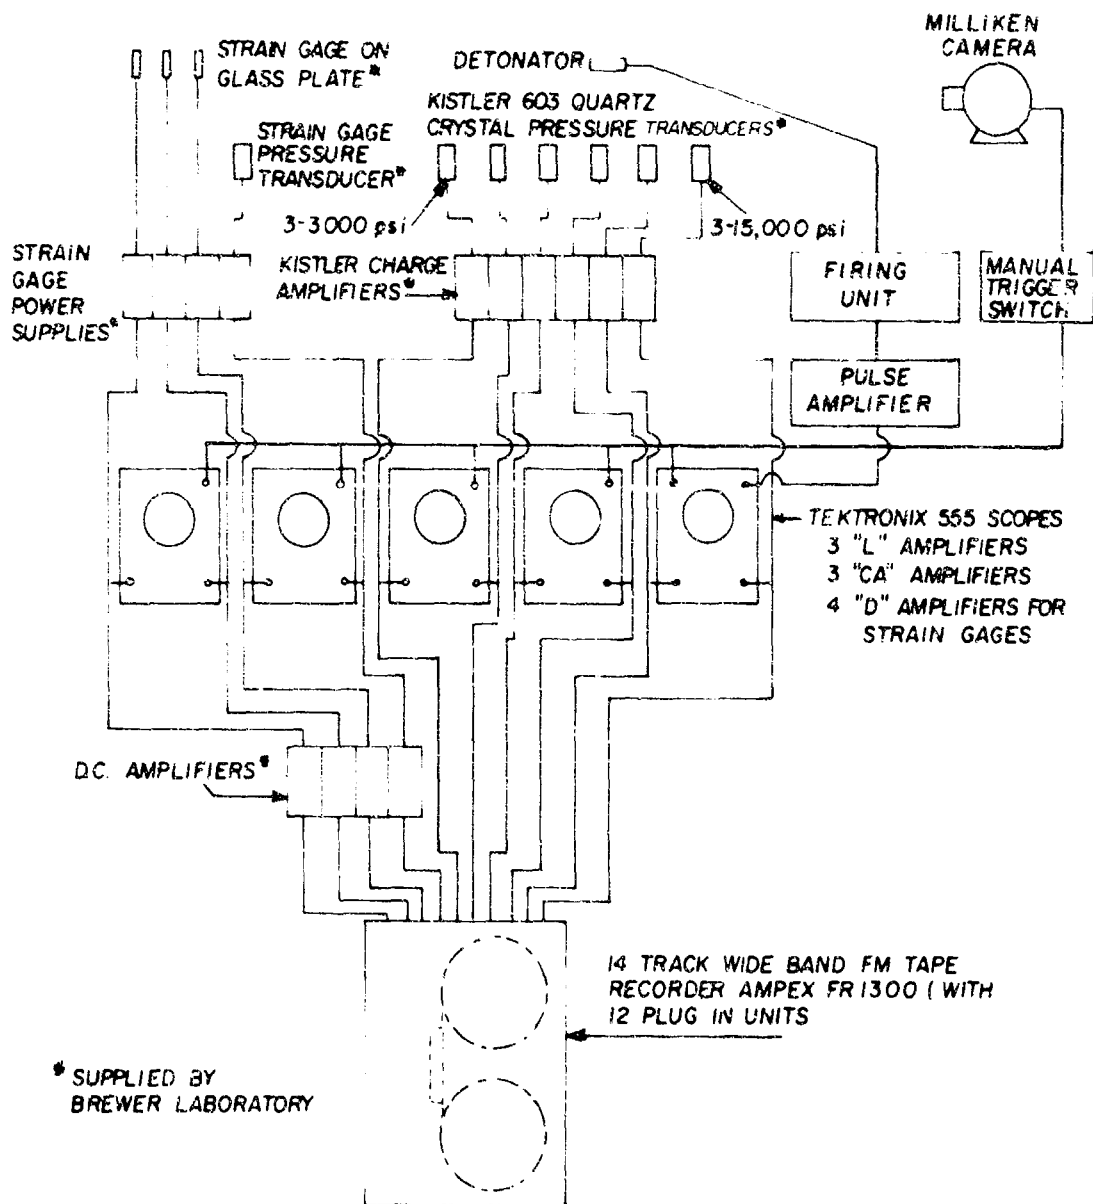 MILLIKEN
CAMERA
STRAIN GAGE ON
GLASS PLATE*
DETONATOR
KISTLER 603 QUARTZ
CRYSTAL PRESSURE TRANSDUCERS*
STRAIN GAGE
PRESSURE
TRANSDUCER*
3-3000 psi
3-15,000 psi
STRAIN
GAGE
POWER
SUPPLIES*
KISTLER CHARGE
AMPLIFIERS*
FIRING
UNIT
MANUAL
TRIGGER
SWITCH
PULSE
AMPLIFIER
TEKTRONIX 555 SCOPES
3 "L" AMPLIFIERS
3 "CA" AMPLIFIERS
4 "D" AMPLIFIERS FOR
STRAIN GAGES
D.C. AMPLIFIERS*
14 TRACK WIDE BAND FM TAPE
RECORDER AMPEX FR1300 (WITH
12 PLUG IN UNITS
* SUPPLIED BY
BREWER LABORATORY